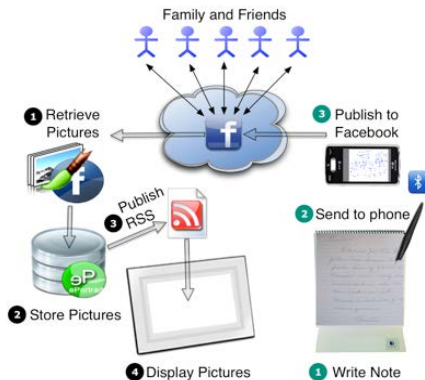 Family and Friends
1 Retrieve
Pictures
f
f
3 Publish to
Facebook
3 Publish
RSS
2 Send to phone
eP
2 Store Pictures
4 Display Pictures
1 Write Note